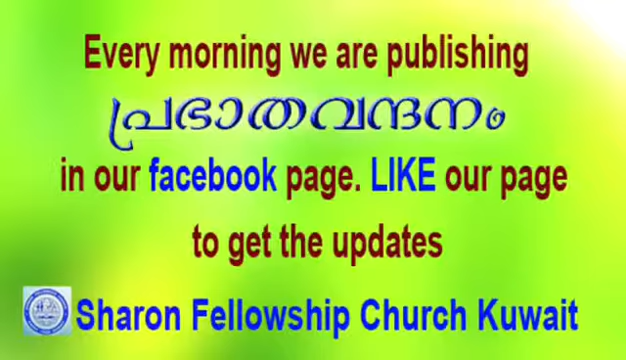 Every morning we are publishing
പ്രഭാതവന്ദനം
in our facebook page. LIKE our page
to get the updates
Sharon Fellowship Church Kuwait